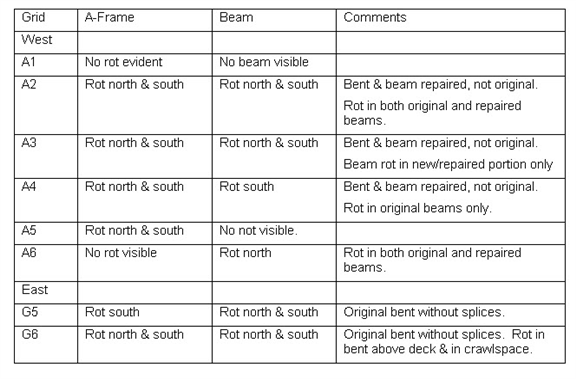 Grid A-Frame Beam Comments
West
A1 No rot evident No beam visible
A2 Rot north & south Rot north & south Bent & beam repaired, not original.
Rot in both original and repaired
beams.
A3 Rot north & south Rot north & south Bent & beam repaired, not original.
Beam rot in new/repaired portion only
A4 Rot north & south Rot south Bent & beam repaired, not original.
Rot in original beams only.
A5 Rot north & south No not visible.
A6 No rot visible Rot north Rot in both original and repaired
beams.
East
G5 Rot south Rot north & south Original bent without splices.
G6 Rot north & south Rot north & south Original bent without splices. Rot in
bent above deck & in crawlspace.